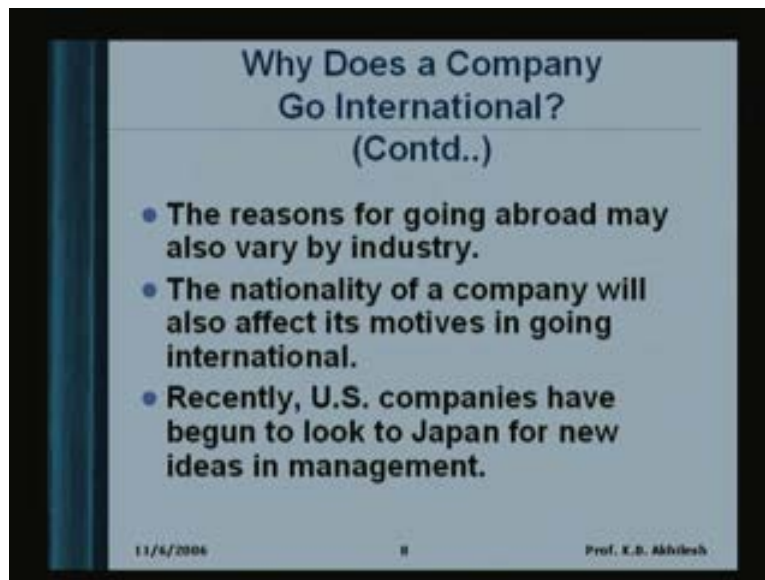 Why Does a Company
Go International?
(Contd..)
• The reasons for going abroad may
also vary by industry.
• The nationality of a company will
also affect its motives in going
international.
• Recently, U.S. companies have
begun to look to Japan for new
ideas in management.
11/6/2006 8 Prof. K.B. Akhilesh